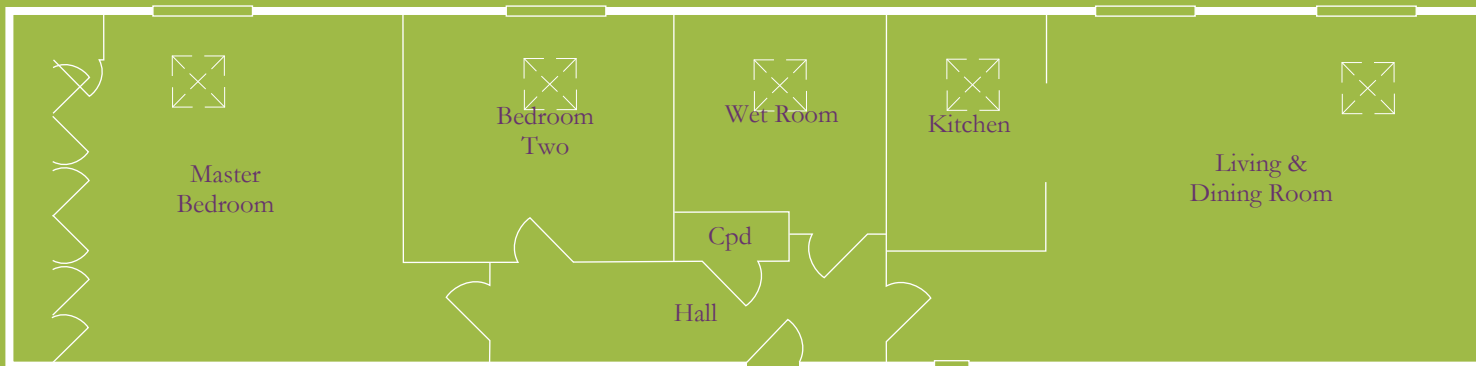 Master
Bedroom
Bedroom
Two
Wet Room
Cpd
Hall
Kitchen
Living &
Dining Room